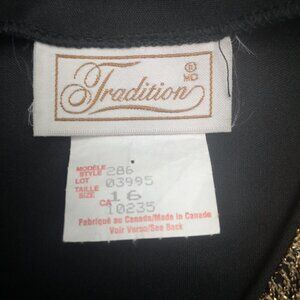 Tradition ® MD
MODÈLE STYLE 286
LOT 03995
TAILLE SIZE 16
CA 10235
Fabriqué au Canada/Made in Canada
Voir Verso/See Back